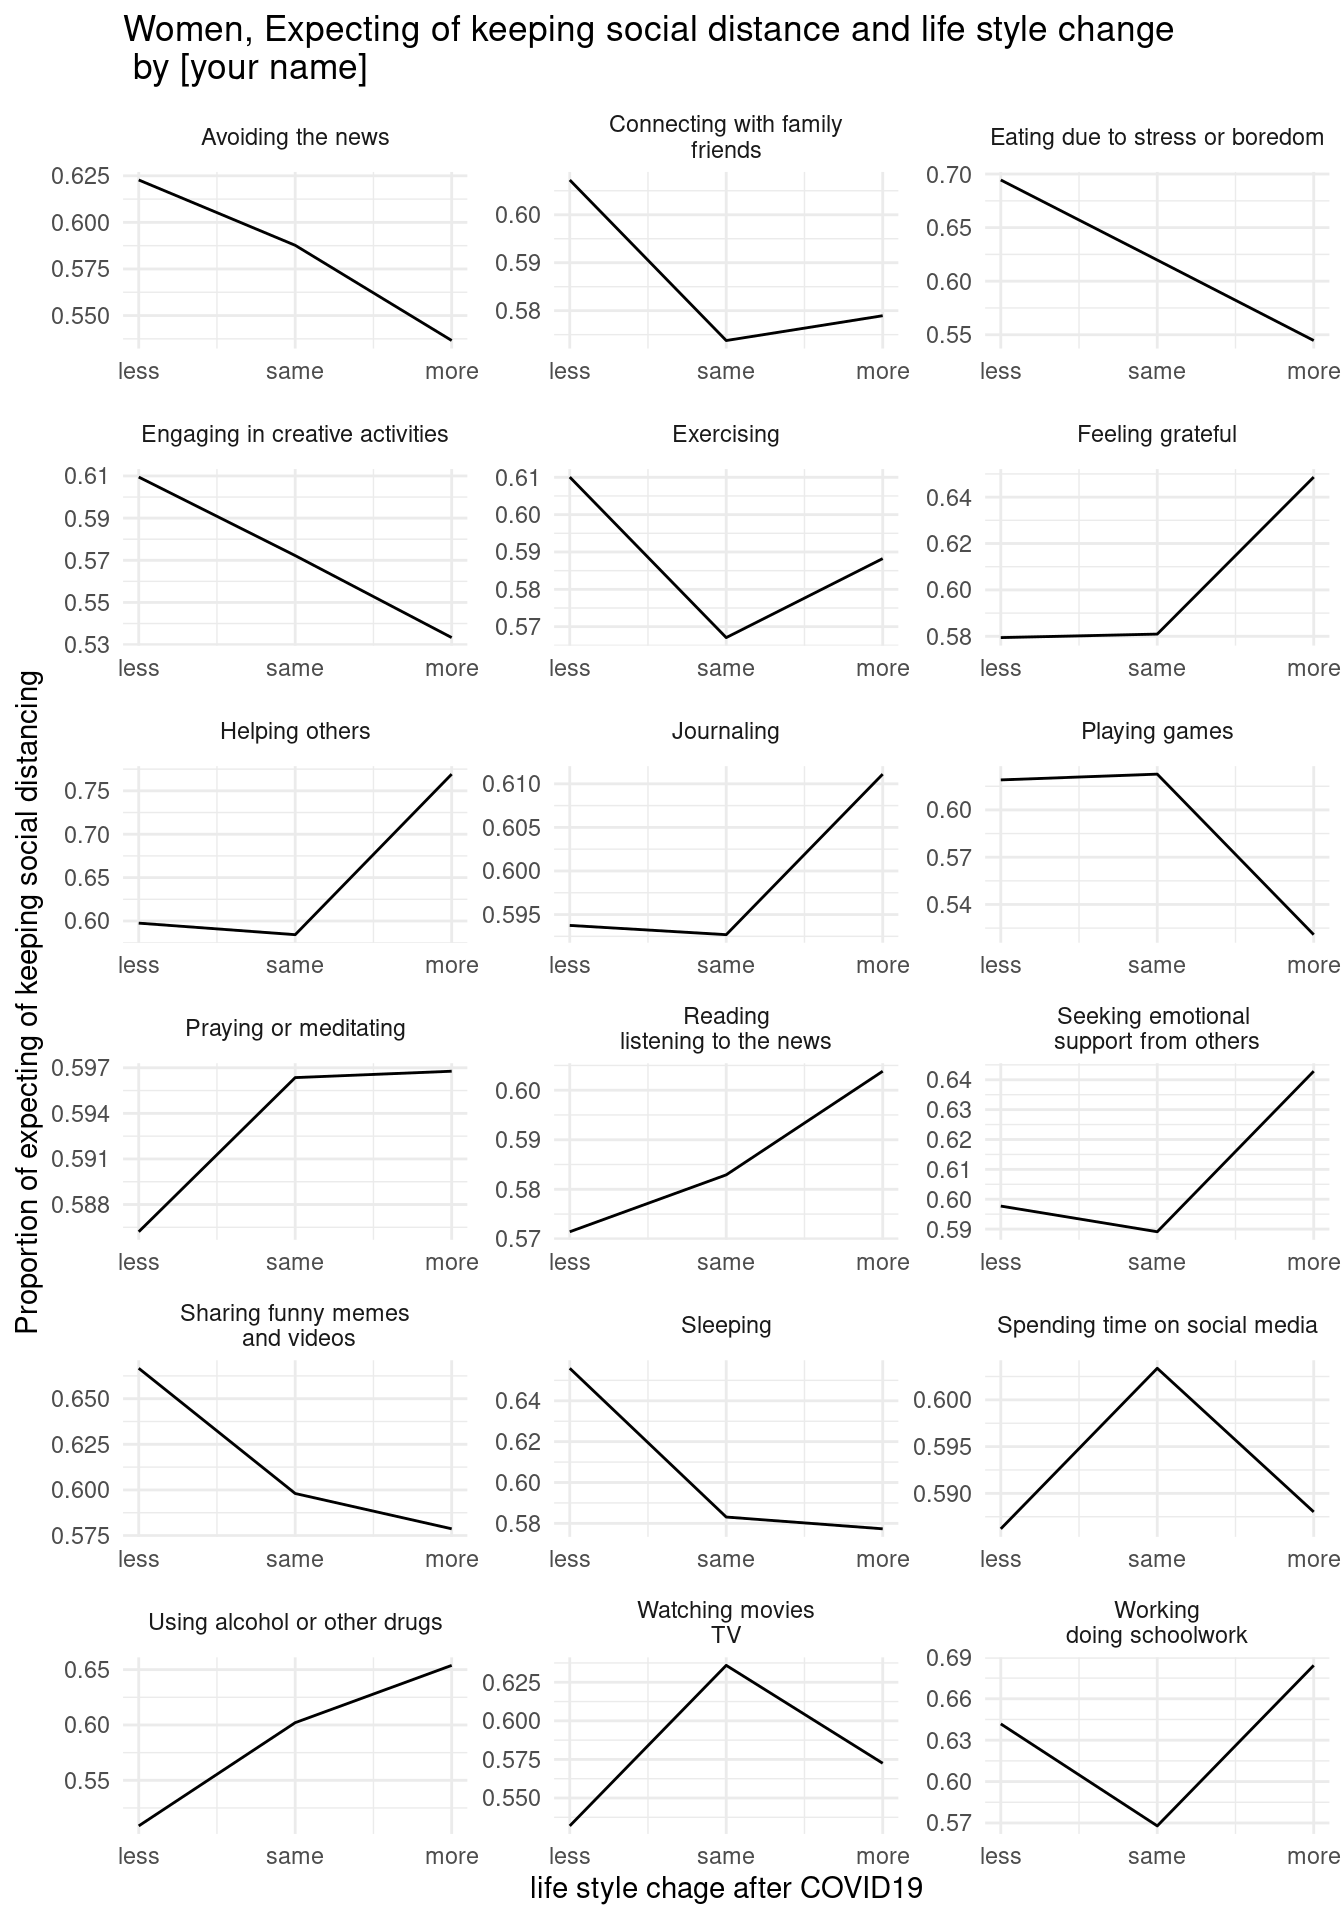 Women, Expecting of keeping social distance and life style change
by [your name]
Proportion of expecting of keeping social distancing
Avoiding the news
0.625
0.600
0.575
0.550
less same more
Connecting with family
friends
0.60
0.59
0.58
less same more
Eating due to stress or boredom
0.70
0.65
0.60
0.55
less same more
Engaging in creative activities
0.61
0.59
0.57
0.55
0.53
less same more
Exercising
0.61
0.60
0.59
0.58
0.57
less same more
Feeling grateful
0.64
0.62
0.60
0.58
less same more
Helping others
0.75
0.70
0.65
0.60
less same more
Journaling
0.610
0.605
0.600
0.595
less same more
Playing games
0.60
0.57
0.54
less same more
Praying or meditating
0.597
0.594
0.591
0.588
less same more
Reading
listening to the news
0.60
0.59
0.58
0.57
less same more
Seeking emotional
support from others
0.64
0.63
0.62
0.61
0.60
0.59
less same more
Sharing funny memes
and videos
0.650
0.625
0.600
0.575
less same more
Sleeping
0.64
0.62
0.60
0.58
less same more
Spending time on social media
0.600
0.595
0.590
less same more
Using alcohol or other drugs
0.65
0.60
0.55
less same more
Watching movies
TV
0.625
0.600
0.575
0.550
less same more
Working
doing schoolwork
0.69
0.66
0.63
0.60
0.57
less same more
life style chage after COVID19